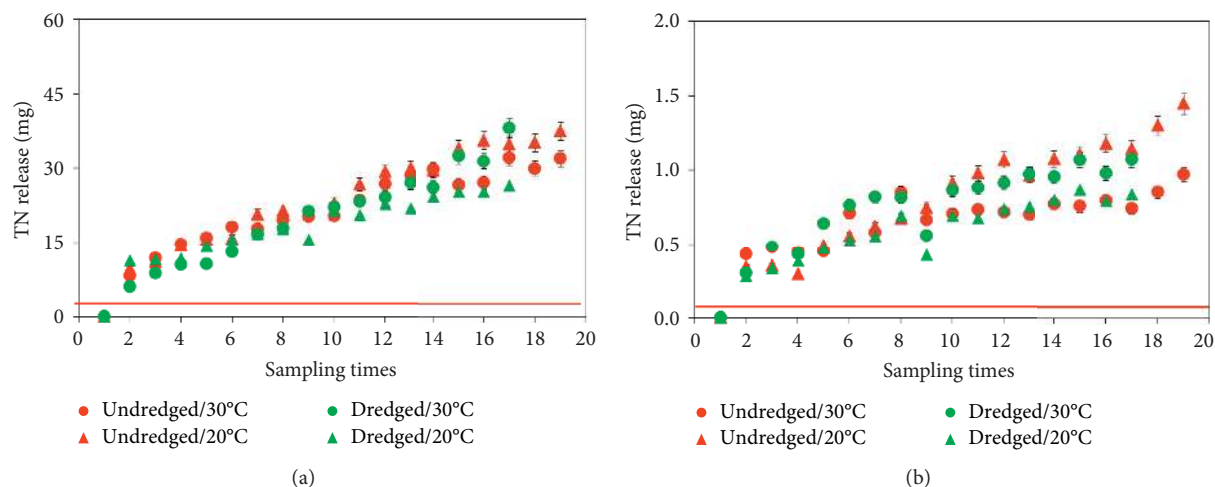 60
45
30
15
0
TN release (mg)
0 2 4 6 8 10 12 14 16 18 20
Sampling times
Undredged/30°C Dredged/30°C
Undredged/20°C Dredged/20°C
(a)
2.0
1.5
1.0
0.5
0.0
TN release (mg)
0 2 4 6 8 10 12 14 16 18 20
Sampling times
Undredged/30°C Dredged/30°C
Undredged/20°C Dredged/20°C
(b)